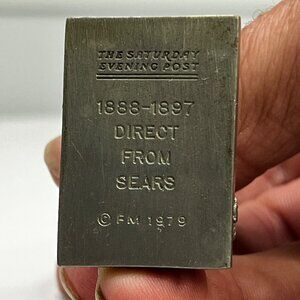 THE SATURDAY
EVENING POST
1888-1897
DIRECT
FROM
SEARS
© FM 1979